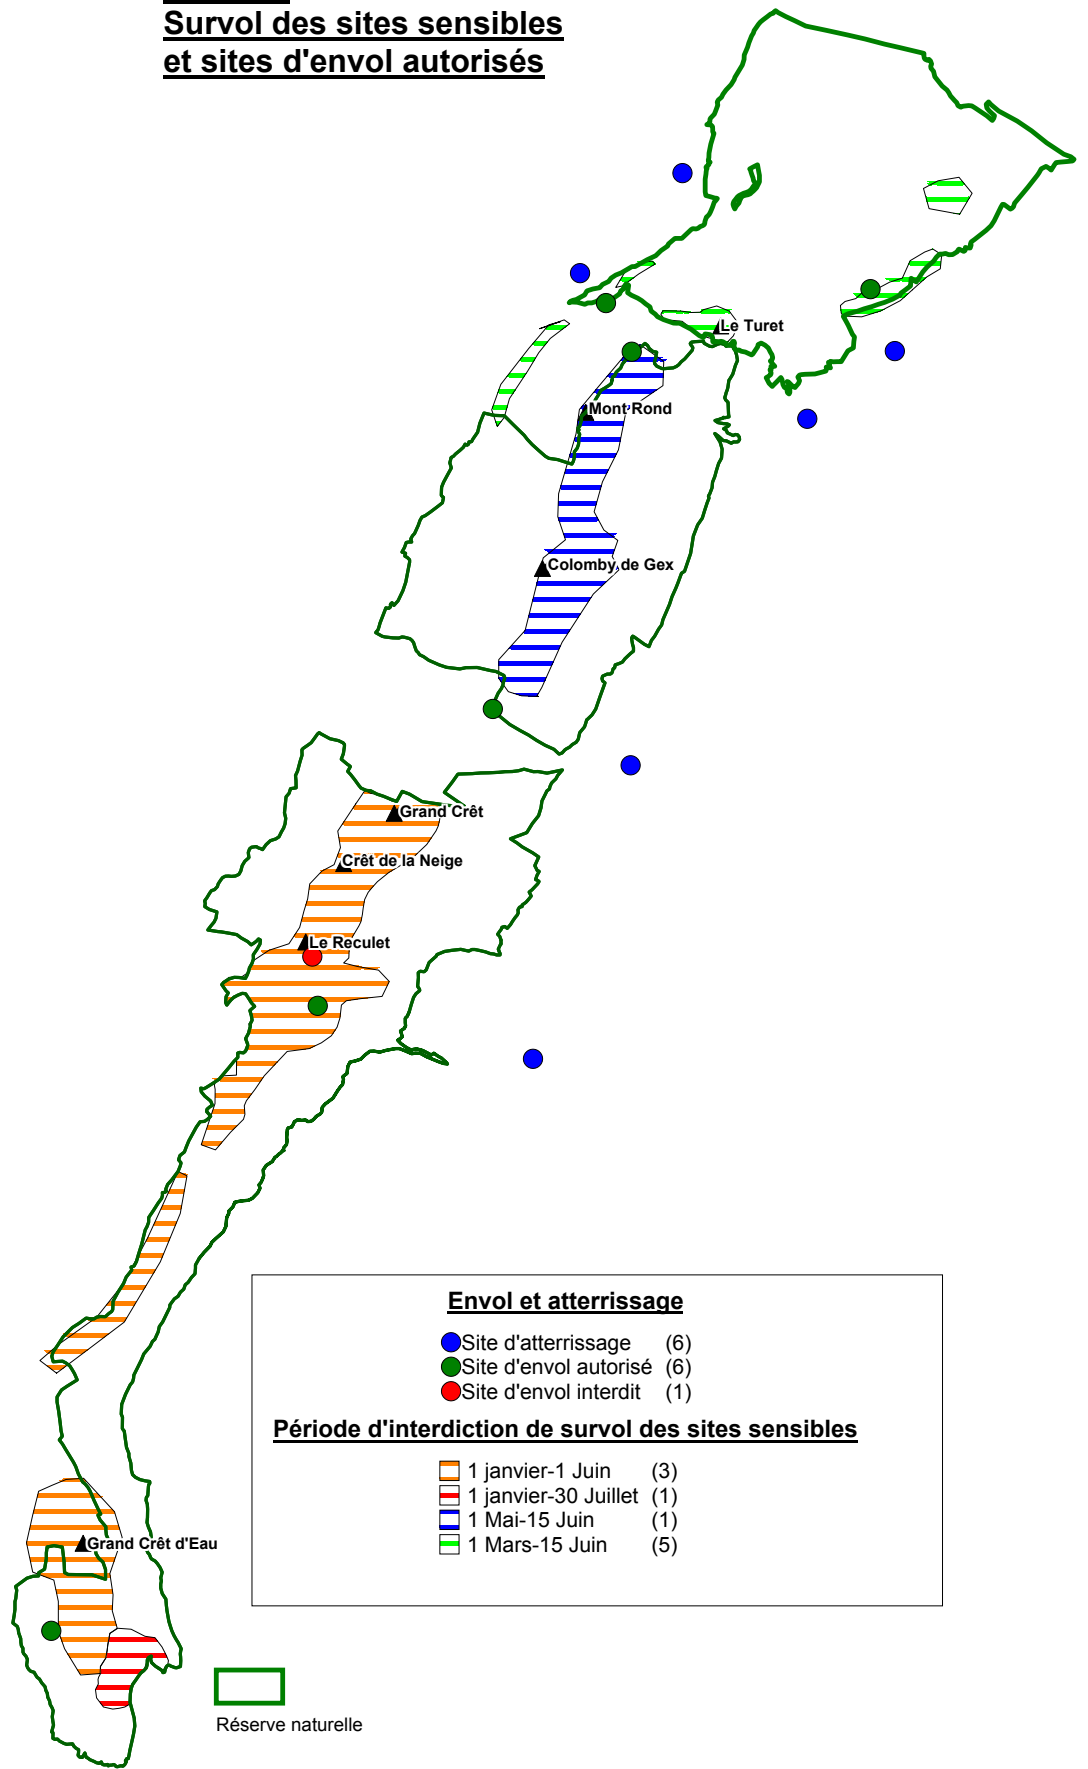 Survol des sites sensibles
et sites d'envol autorisés
Le Turet
Mont Rond
Colomby de Gex
Grand Crêt
Crêt de la Neige
Le Reculet
Envol et atterrissage
Site d'atterrissage (6)
Site d'envol autorisé (6)
Site d'envol interdit (1)
Période d'interdiction de survol des sites sensibles
1 janvier-1 Juin (3)
1 janvier-30 Juillet (1)
1 Mai-15 Juin (1)
1 Mars-15 Juin (5)
Grand Crêt d'Eau
Réserve naturelle